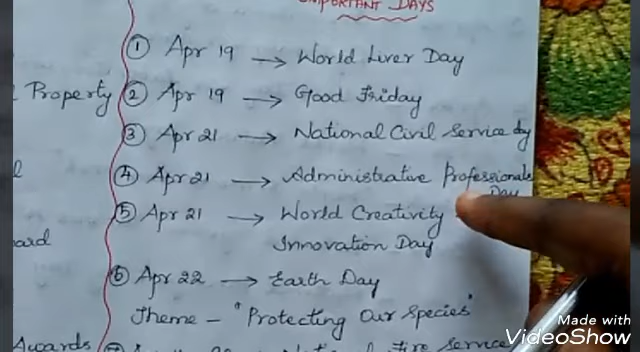 IMPORTANT DAYS
① Apr 19 → World Liver Day
Property
② Apr 19 → Good Friday
③ Apr 21 → National Civil Service day
④ Apr 21 → Administrative Professionals
Day
⑤ Apr 21 → World Creativity
Innovation Day
⑥ Apr 22 → Earth Day
Theme - "Protecting Our Species"
Awards
Service
Made with
VideoShow